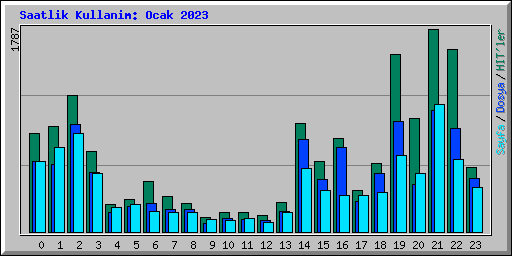 Saatlik Kullanim: Ocak 2023
1787
Sayfa / Dosya / HIT'ler
0 1 2 3 4 5 6 7 8 9 10 11 12 13 14 15 16 17 18 19 20 21 22 23